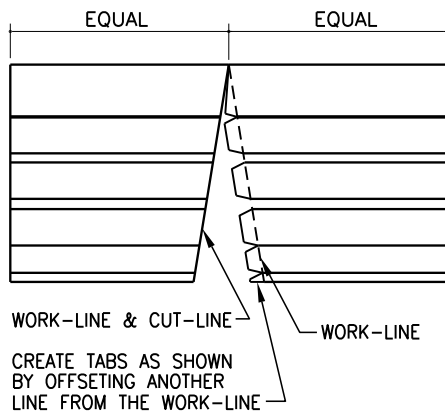 EQUAL
EQUAL
WORK-LINE & CUT-LINE
WORK-LINE
CREATE TABS AS SHOWN
BY OFFSETING ANOTHER
LINE FROM THE WORK-LINE